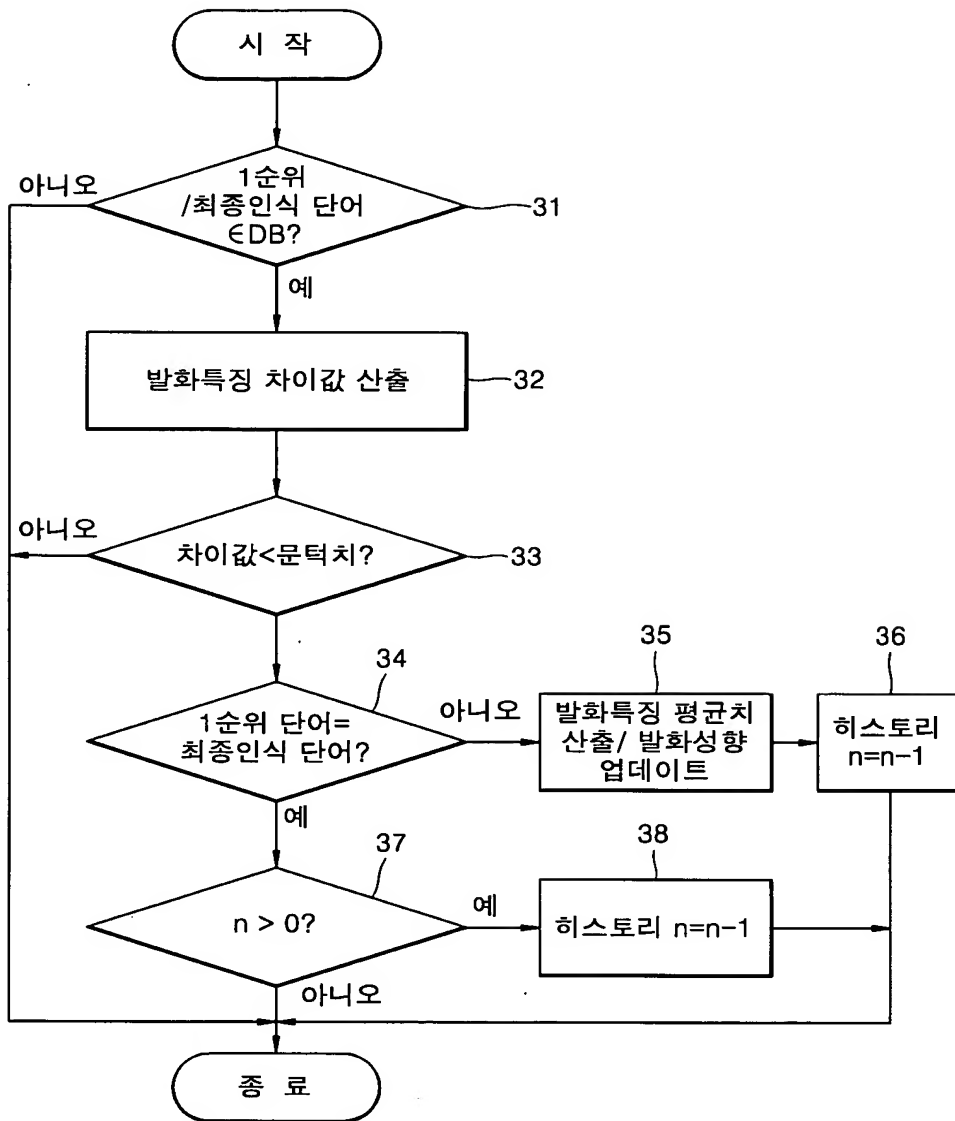 시 작
아니오
1순위
/최종인식 단어
∈DB?
31
예
발화특징 차이값 산출
32
아니오
차이값<문턱치?
33
34
1순위 단어=
최종인식 단어?
아니오
35
발화특징 평균치
산출/ 발화성향
업데이트
36
히스토리
n=n-1
예
37
n > 0?
예
38
히스토리 n=n-1
아니오
종 료